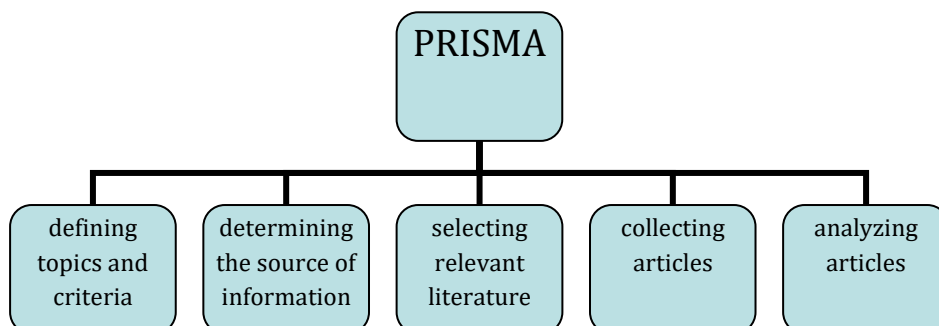 PRISMA
defining
topics and
criteria
determining
the source of
information
selecting
relevant
literature
collecting
articles
analyzing
articles